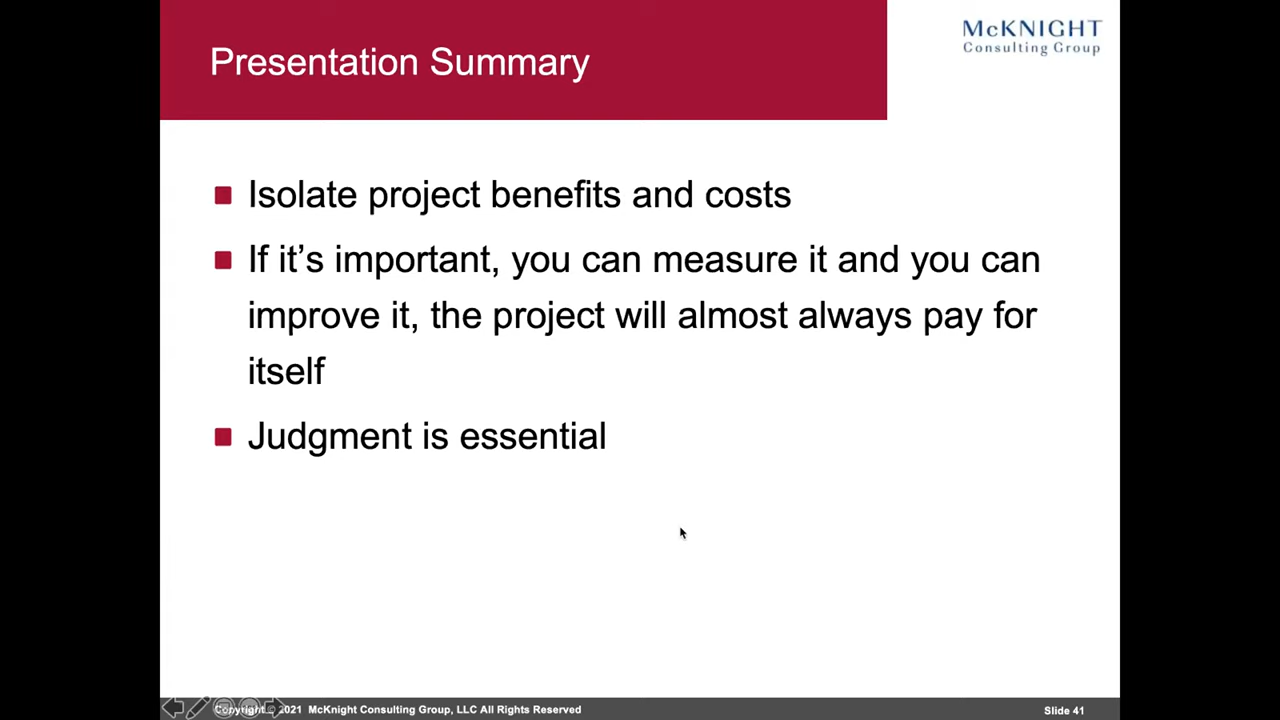 Presentation Summary
McKNIGHT
Consulting Group
Isolate project benefits and costs
If it’s important, you can measure it and you can
improve it, the project will almost always pay for
itself
Judgment is essential
Copyright © 2021 McKnight Consulting Group, LLC All Rights Reserved
Slide 41